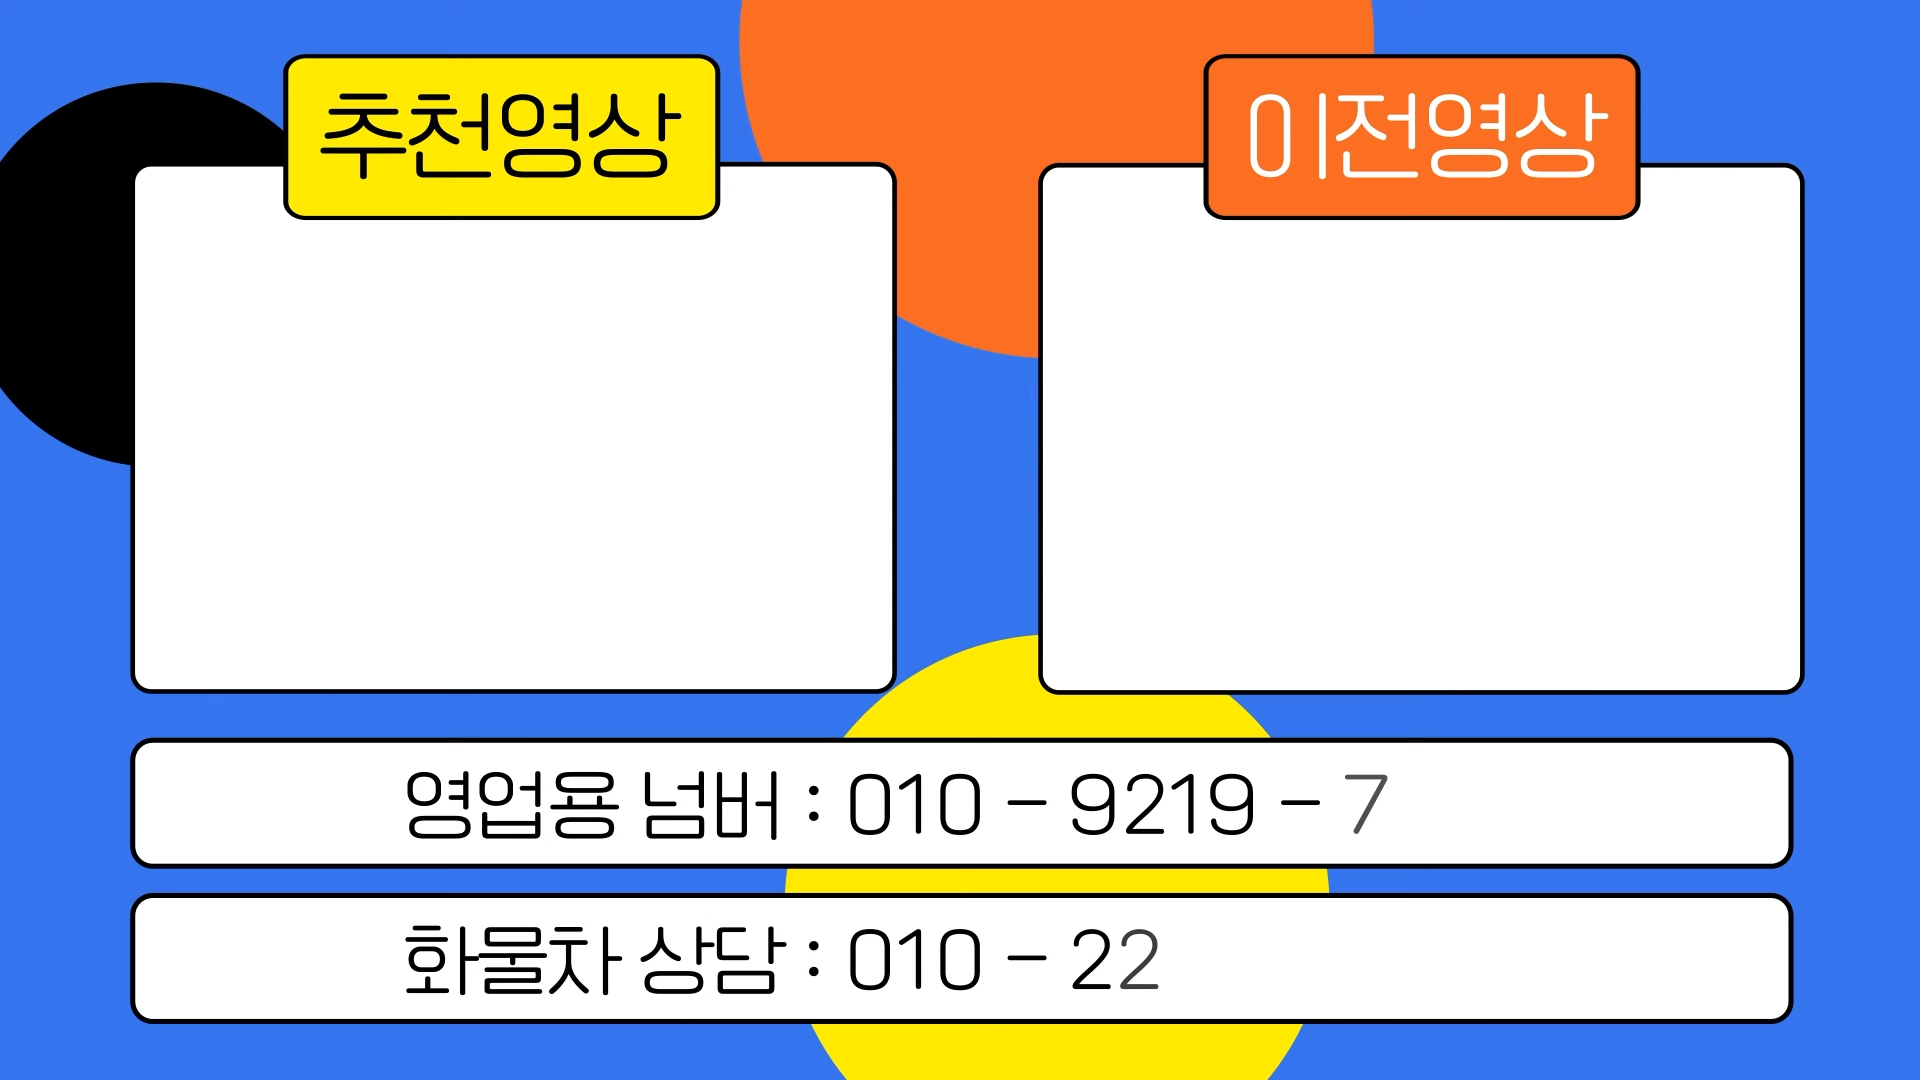 추천영상
이전영상
영업용 넘버 : 010 - 9219 - 7
화물차 상담 : 010 - 22